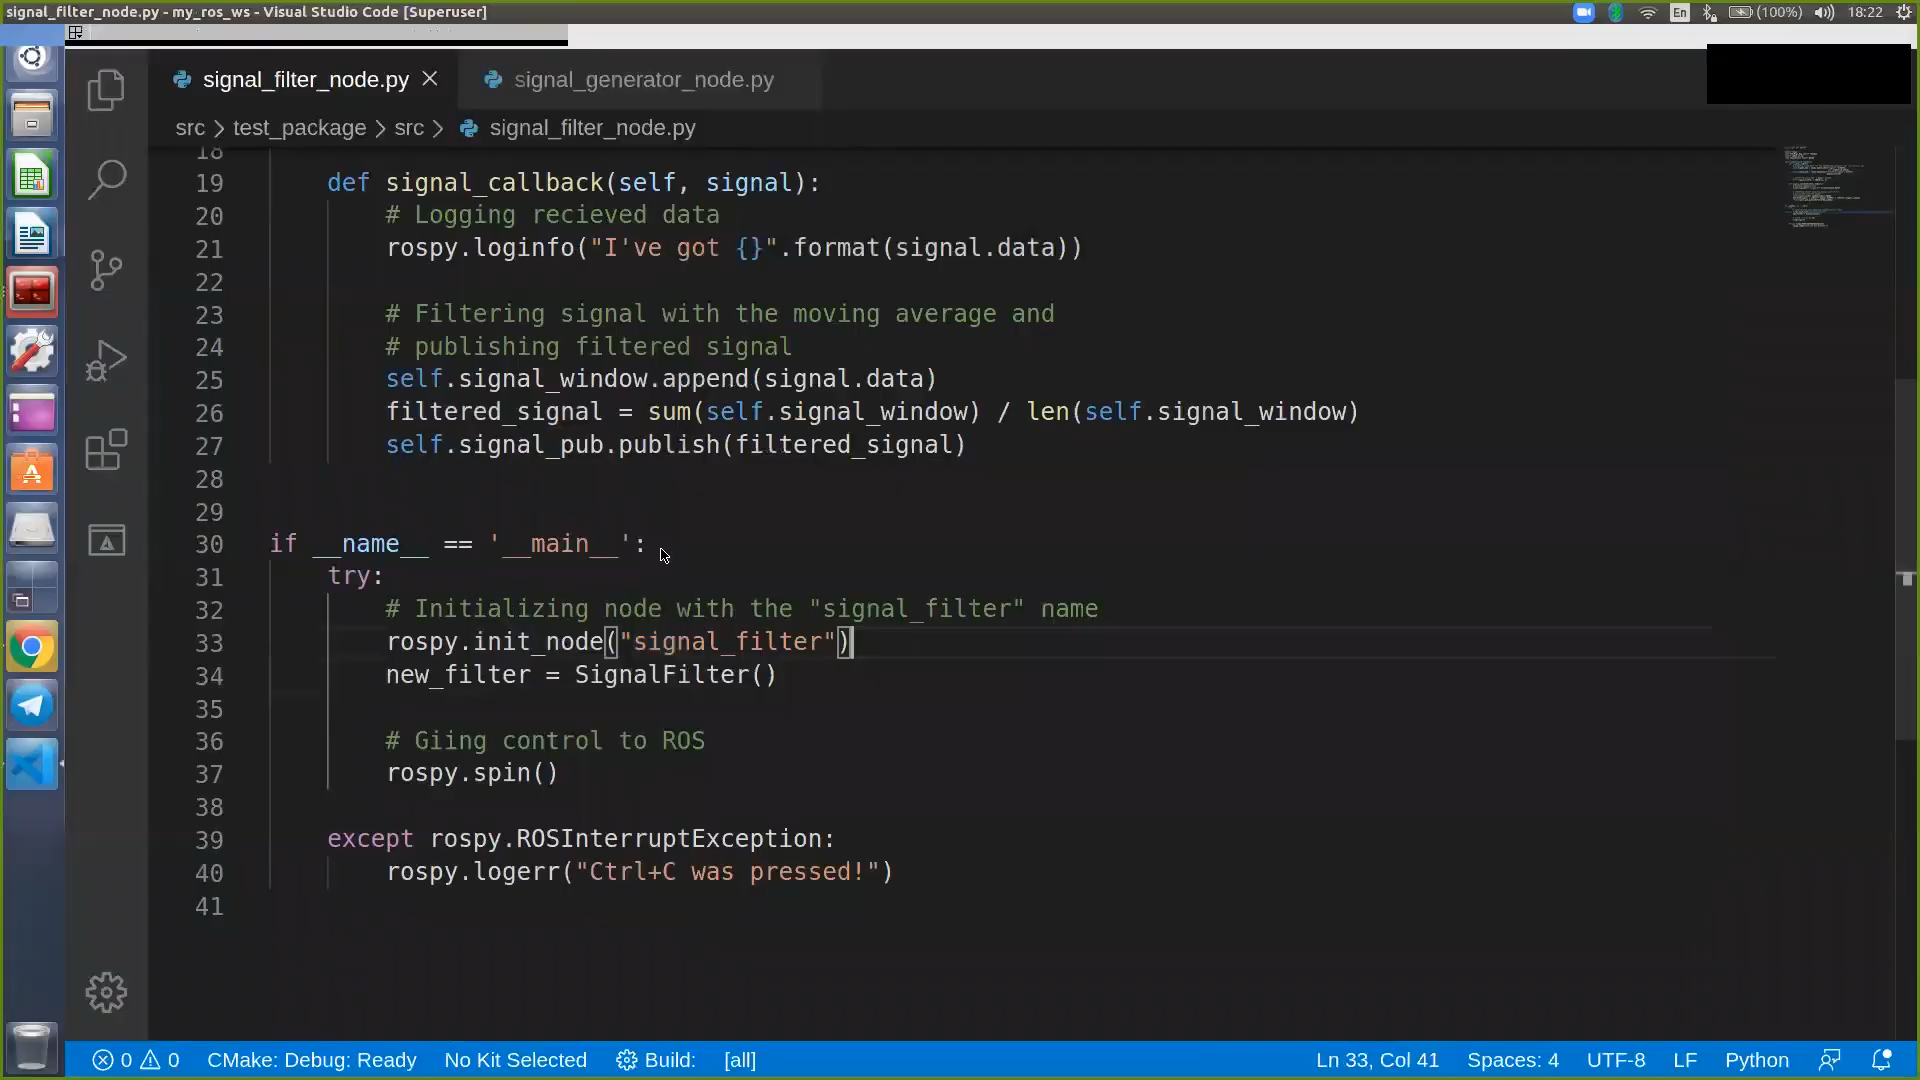 signal_filter_node.py - my_ros_ws - Visual Studio Code [Superuser]
En
(100%)
18:22
signal_filter_node.py
signal_generator_node.py
src > test_package > src > signal_filter_node.py
18
19 def signal_callback(self, signal):
20 # Logging recieved data
21 rospy.loginfo("I've got {}".format(signal.data))
22
23 # Filtering signal with the moving average and
24 # publishing filtered signal
25 self.signal_window.append(signal.data)
26 filtered_signal = sum(self.signal_window) / len(self.signal_window)
27 self.signal_pub.publish(filtered_signal)
28
29
30 if __name__ == '__main__':
31 try:
32 # Initializing node with the "signal_filter" name
33 rospy.init_node("signal_filter")
34 new_filter = SignalFilter()
35
36 # Giing control to ROS
37 rospy.spin()
38
39 except rospy.ROSInterruptException:
40 rospy.logerr("Ctrl+C was pressed!")
41
0 0 CMake: Debug: Ready No Kit Selected Build: [all] Ln 33, Col 41 Spaces: 4 UTF-8 LF Python